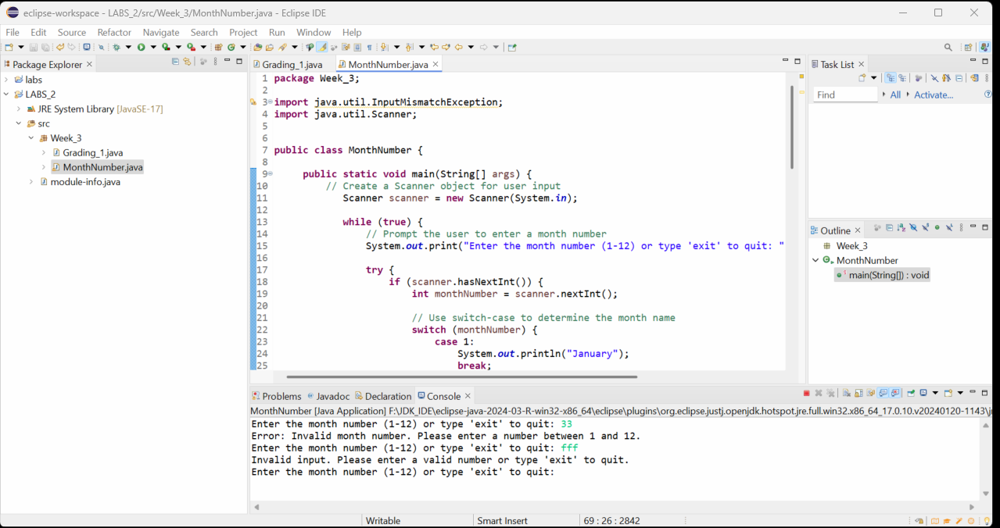 eclipse-workspace - LABS_2/src/Week_3/MonthNumber.java - Eclipse IDE
File Edit Source Refactor Navigate Search Project Run Window Help
Package Explorer
labs
LABS_2
JRE System Library [JavaSE-17]
src
Week_3
Grading_1.java
MonthNumber.java
module-info.java
Grading_1.java MonthNumber.java
1 package Week_3;
2
3 import java.util.InputMismatchException;
4 import java.util.Scanner;
5
6
7 public class MonthNumber {
8
9 public static void main(String[] args) {
10 // Create a Scanner object for user input
11 Scanner scanner = new Scanner(System.in);
12
13 while (true) {
14 // Prompt the user to enter a month number
15 System.out.print("Enter the month number (1-12) or type 'exit' to quit: "
16
17 try {
18 if (scanner.hasNextInt()) {
19 int monthNumber = scanner.nextInt();
20
21 // Use switch-case to determine the month name
22 switch (monthNumber) {
23 case 1:
24 System.out.println("January");
25 break;
Task List
Find All Activate...
Outline
Week_3
MonthNumber
main(String[]) : void
Problems Javadoc Declaration Console
MonthNumber [Java Application] F:\JDK_IDE\eclipse-java-2024-03-R-win32-x86_64\eclipse\plugins\org.eclipse.justj.openjdk.hotspot.jre.full.win32.x86_64_17.0.10.v20240120-1143\j
Enter the month number (1-12) or type 'exit' to quit: 33
Error: Invalid month number. Please enter a number between 1 and 12.
Enter the month number (1-12) or type 'exit' to quit: fff
Invalid input. Please enter a valid number or type 'exit' to quit.
Enter the month number (1-12) or type 'exit' to quit:
Writable Smart Insert 69 : 26 : 2842